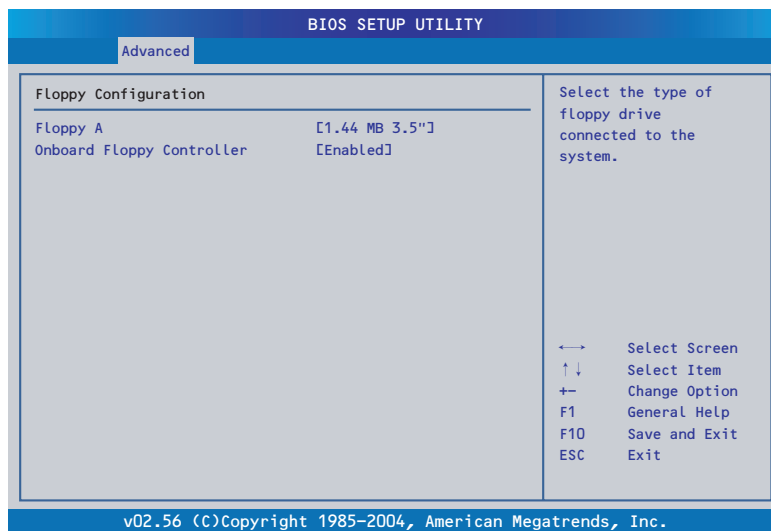 BIOS SETUP UTILITY
Advanced
Floppy Configuration
Floppy A [1.44 MB 3.5"]
Onboard Floppy Controller [Enabled]
Select the type of
floppy drive
connected to the
system.
←→ Select Screen
↑↓ Select Item
+- Change Option
F1 General Help
F10 Save and Exit
ESC Exit
v02.56 (C)Copyright 1985-2004, American Megatrends, Inc.